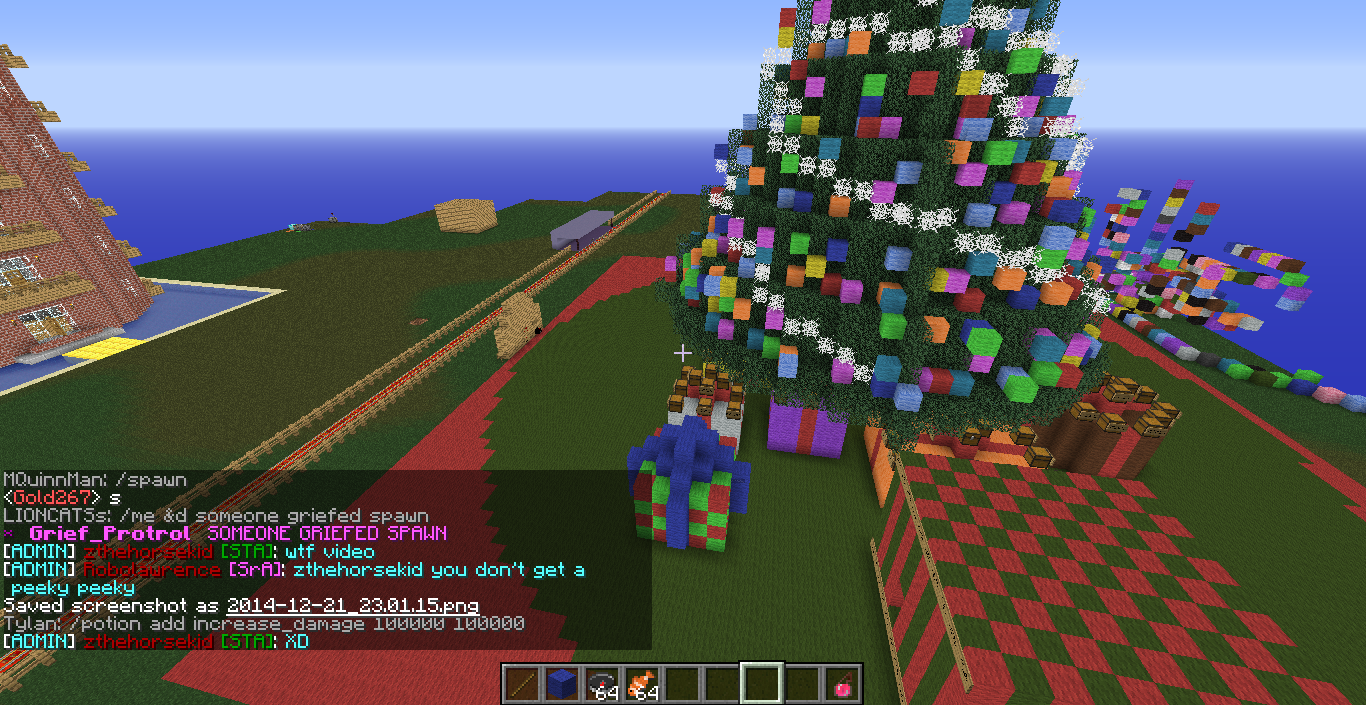 MQuinnMan: /spawn
<Gold267> s
LIONCATSs: /me &d someone griefed spawn
* Grief_Protrol SOMEONE GRIEFED SPAWN
[ADMIN] zthehorsekid [STA]: wtf video
[ADMIN] Robolawrence [SrA]: zthehorsekid you don't get a
peeky peeky
Saved screenshot as 2014-12-21_23.01.15.png
Tylan: /potion add increase_damage 100000 100000
[ADMIN] zthehorsekid [STA]: XD
64
64